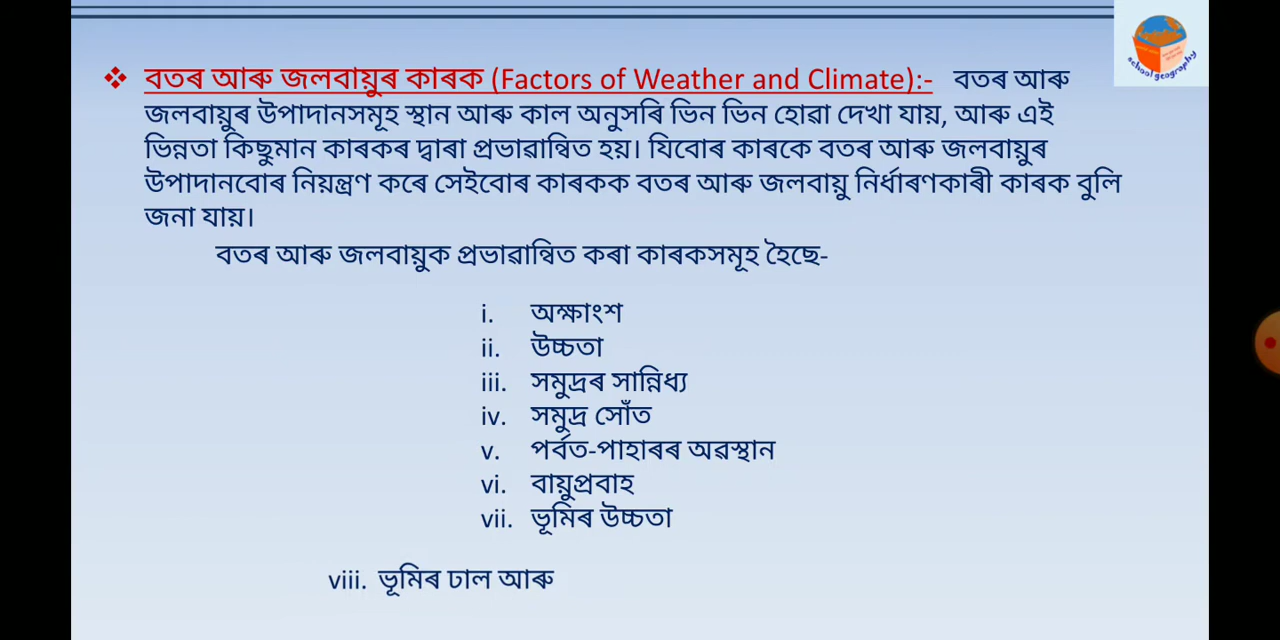 ❖ বতৰ আৰু জলবায়ুৰ কাৰক (Factors of Weather and Climate):- বতৰ আৰু
জলবায়ুৰ উপাদানসমূহ স্থান আৰু কাল অনুসৰি ভিন ভিন হোৱা দেখা যায়, আৰু এই
ভিন্নতা কিছুমান কাৰকৰ দ্বাৰা প্ৰভাৱান্বিত হয়। যিবোৰ কাৰকে বতৰ আৰু জলবায়ুৰ
উপাদানবোৰ নিয়ন্ত্ৰণ কৰে সেইবোৰ কাৰকক বতৰ আৰু জলবায়ু নিৰ্ধাৰণকাৰী কাৰক বুলি
জনা যায়।
বতৰ আৰু জলবায়ুক প্ৰভাৱান্বিত কৰা কাৰকসমূহ হৈছে-
i. অক্ষাংশ
ii. উচ্চতা
iii. সমুদ্ৰৰ সান্নিধ্য
iv. সমুদ্ৰ সোঁত
v. পৰ্বত-পাহাৰৰ অৱস্থান
vi. বায়ুপ্ৰবাহ
vii. ভূমিৰ উচ্চতা
viii. ভূমিৰ ঢাল আৰু
school geography